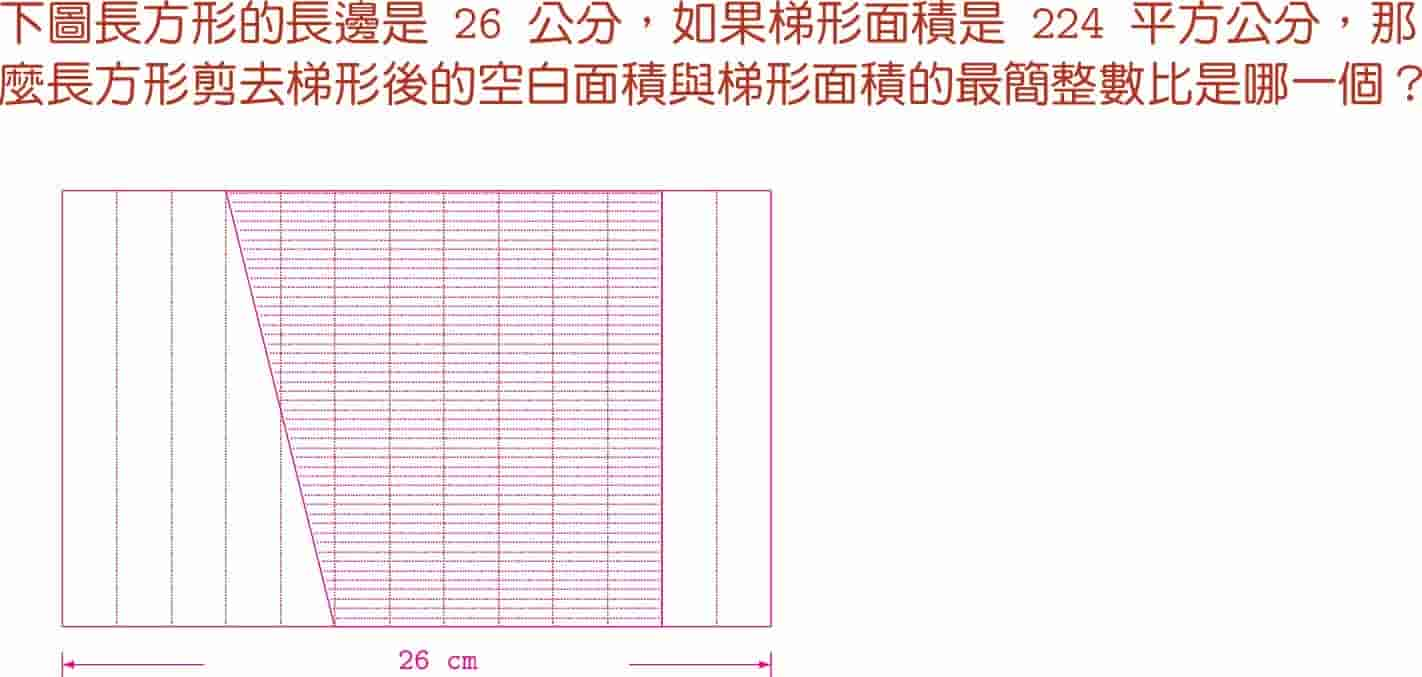 下圖長方形的長邊是 26 公分，如果梯形面積是 224 平方公分，那
麼長方形剪去梯形後的空白面積與梯形面積的最簡整數比是哪一個？
26 cm